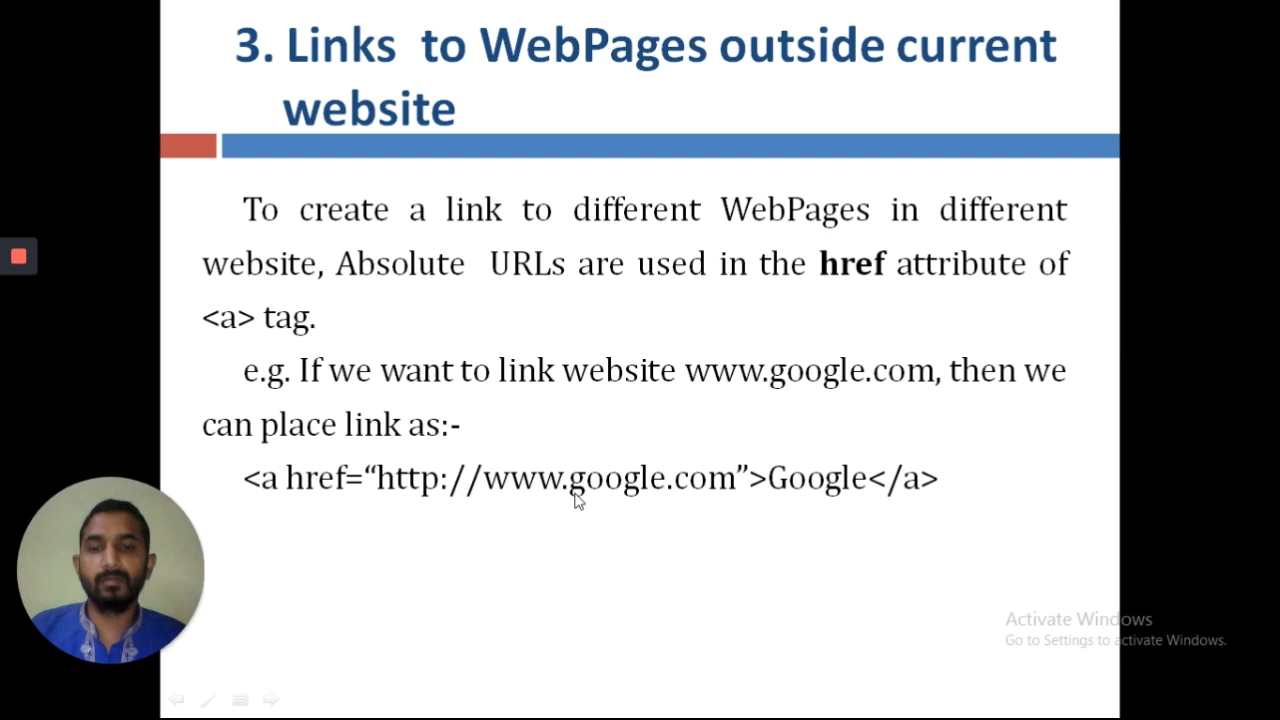 3. Links to WebPages outside current
website
To create a link to different WebPages in different
website, Absolute URLs are used in the href attribute of
<a> tag.
e.g. If we want to link website www.google.com, then we
can place link as:-
<a href=“http://www.google.com”>Google</a>
Activate Windows
Go to Settings to activate Windows.